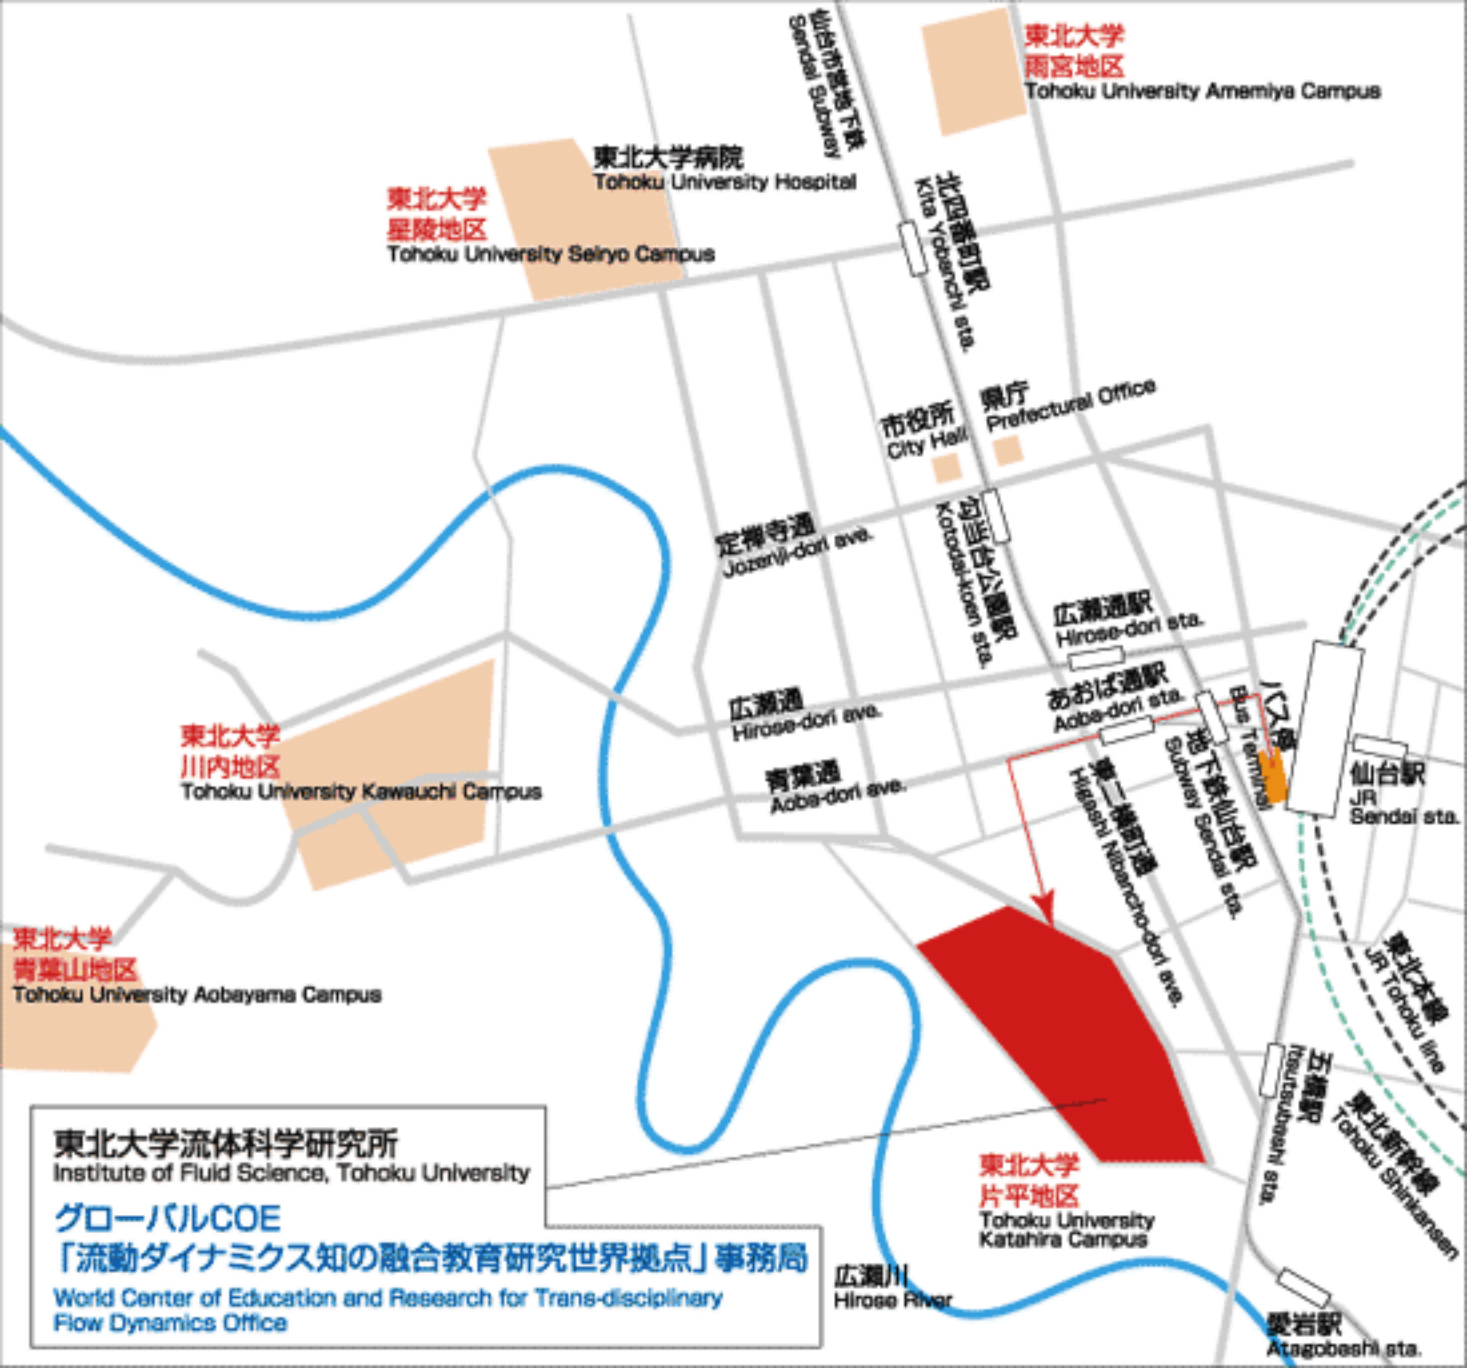 仙台市営地下鉄
Sendai Subway
東北大学
雨宮地区
Tohoku University Amemiya Campus
東北大学病院
Tohoku University Hospital
東北大学
星陵地区
Tohoku University Seiryo Campus
北四番町駅
Kita Yobanchi sta.
県庁
Prefectural Office
市役所
City Hall
勾当台公園駅
Kotodai-koen sta.
定禅寺通
Jozenji-dori ave.
広瀬通駅
Hirose-dori sta.
広瀬通
Hirose-dori ave.
あおば通駅
Aoba-dori sta.
バス停
Bus Terminal
青葉通
Aoba-dori ave.
東二横町通
Higashi Nibancho-dori ave.
地下鉄仙台駅
Subway Sendai sta.
仙台駅
JR
Sendai sta.
東北大学
川内地区
Tohoku University Kawauchi Campus
東北大学
青葉山地区
Tohoku University Aobayama Campus
東北本線
JR Tohoku line
五橋駅
Itsutsubashi sta.
東北新幹線
Tohoku Shinkansen
東北大学流体科学研究所
Institute of Fluid Science, Tohoku University
グローバルCOE
「流動ダイナミクス知の融合教育研究世界拠点」事務局
World Center of Education and Research for Trans-disciplinary
Flow Dynamics Office
東北大学
片平地区
Tohoku University
Katahira Campus
広瀬川
Hirose River
愛岩駅
Atagobashi sta.